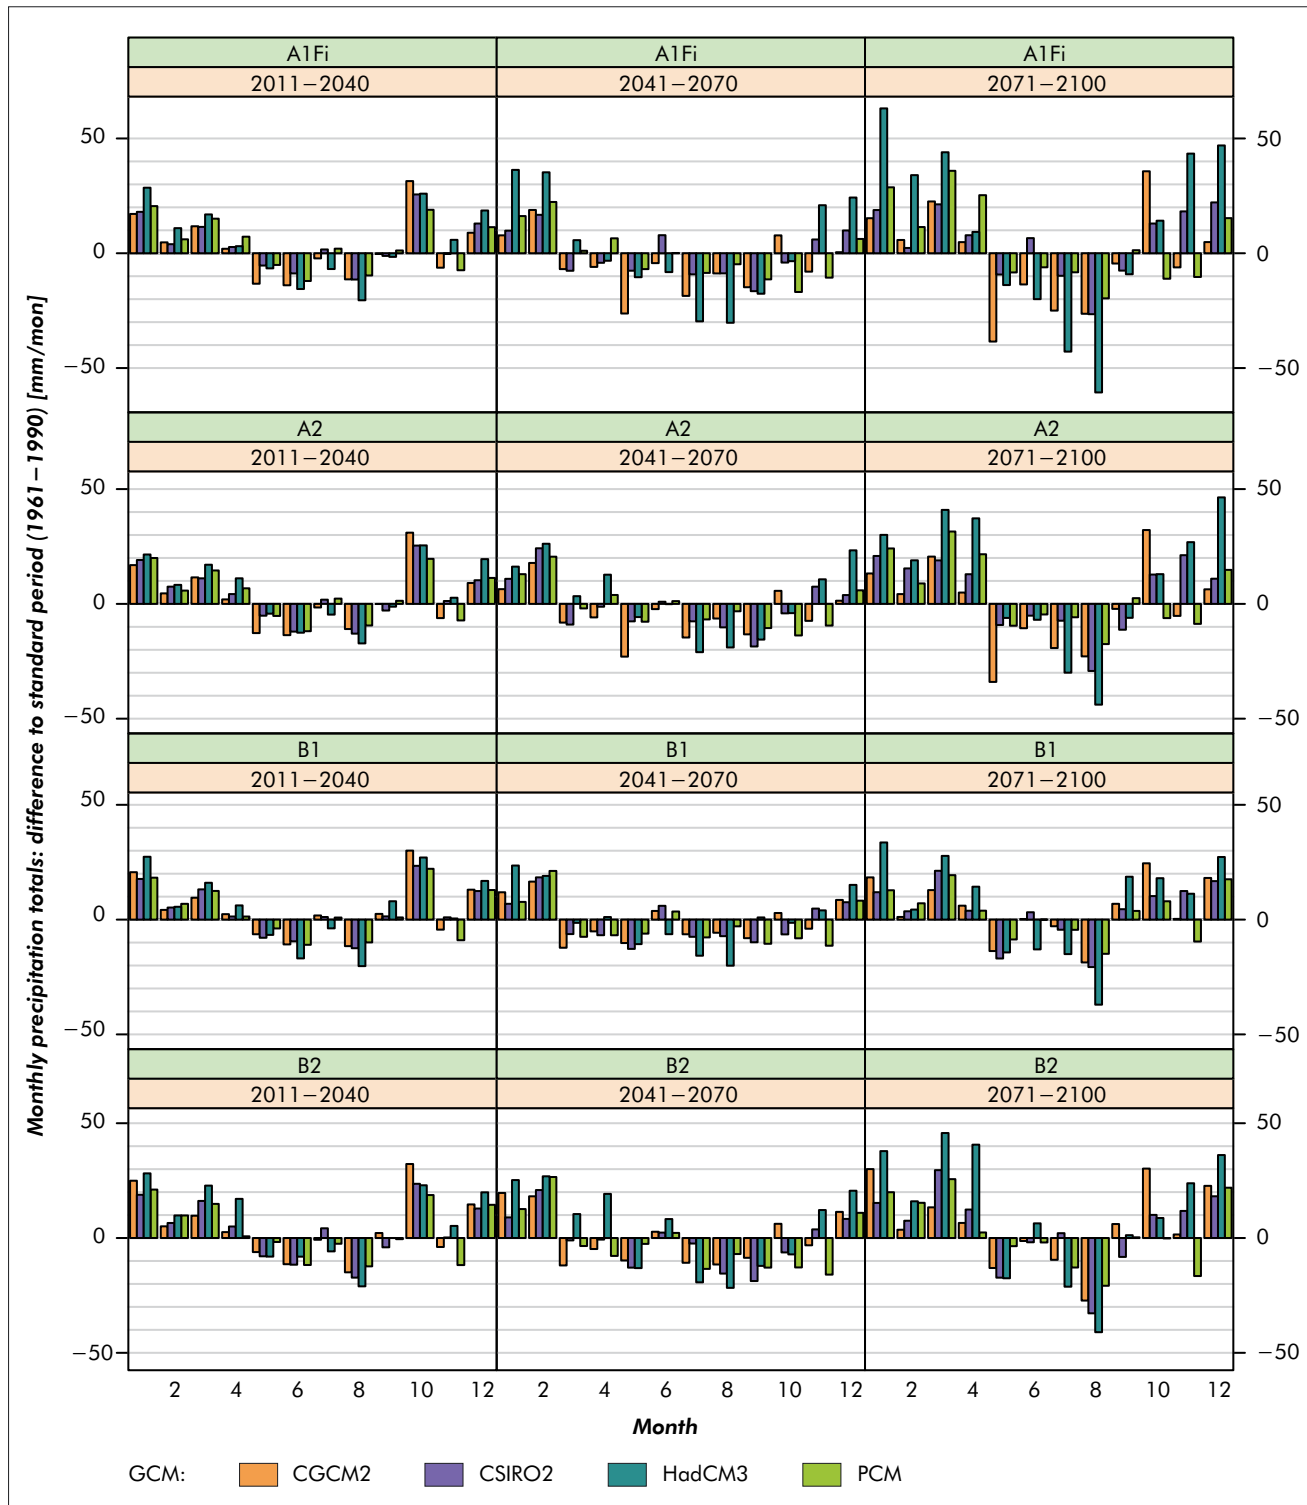 A1Fi A1Fi A1Fi
2011–2040 2041–2070 2071–2100
50 50
0 0
−50 −50
A2 A2 A2
2011–2040 2041–2070 2071–2100
50 50
0 0
−50 −50
B1 B1 B1
2011–2040 2041–2070 2071–2100
50 50
0 0
−50 −50
B2 B2 B2
2011–2040 2041–2070 2071–2100
50 50
0 0
−50 −50
2 4 6 8 10 12 2 4 6 8 10 12 2 4 6 8 10 12
Month
Monthly precipitation totals: difference to standard period (1961–1990) [mm/mon]
GCM: CGCM2 CSIRO2 HadCM3 PCM